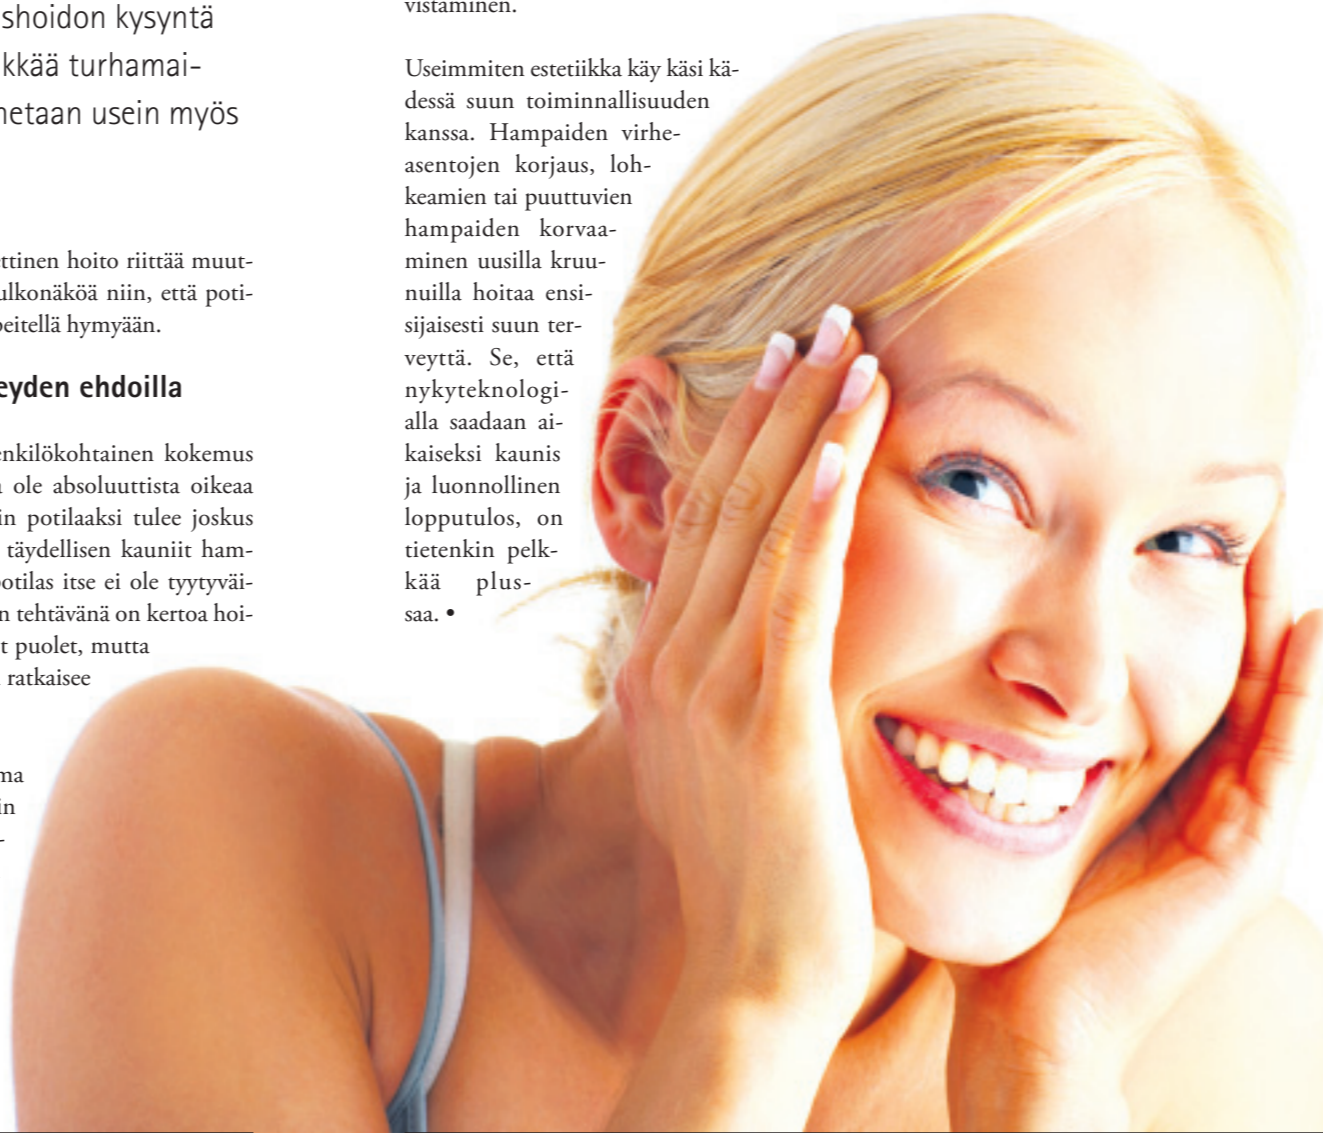 shoidon kysyntä
kkää turhamai-
netaan usein myös
ttinen hoito riittää muut-
ulkonäköä niin, että poti-
peitellä hymyään.
eyden ehdoilla
enkilökohtainen kokemus
ole absoluuttista oikeaa
in potilaaksi tulee joskus
täydellisen kauniit ham-
potilas itse ei ole tyytyväi-
n tehtävänä on kertoa hoi-
t puolet, mutta
ratkaisee
ma
in
-
vistaminen.
Useimmiten estetiikka käy käsi kä-
dessä suun toiminnallisuuden
kanssa. Hampaiden virhe-
asentojen korjaus, loh-
keamien tai puuttuvien
hampaiden korvaa-
minen uusilla kruu-
nuilla hoitaa ensi-
sijaisesti suun ter-
veyttä. Se, että
nykyteknologi-
alla saadaan ai-
kaiseksi kaunis
ja luonnollinen
lopputulos, on
tietenkin pelk-
kää plus-
saa. •